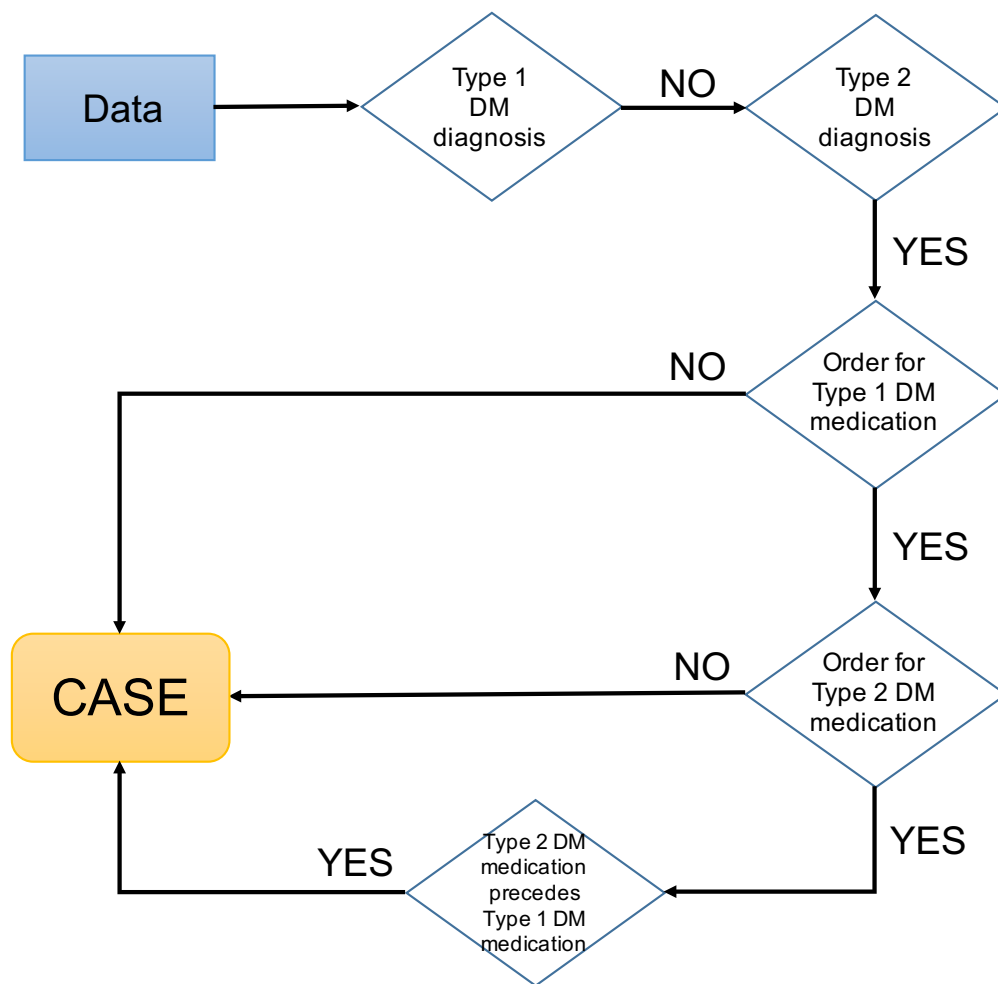 Data
Type 1
DM
diagnosis
NO
Type 2
DM
diagnosis
YES
Order for
Type 1 DM
medication
NO
YES
Order for
Type 2 DM
medication
NO
CASE
YES
Type 2 DM
medication
precedes
Type 1 DM
medication
YES